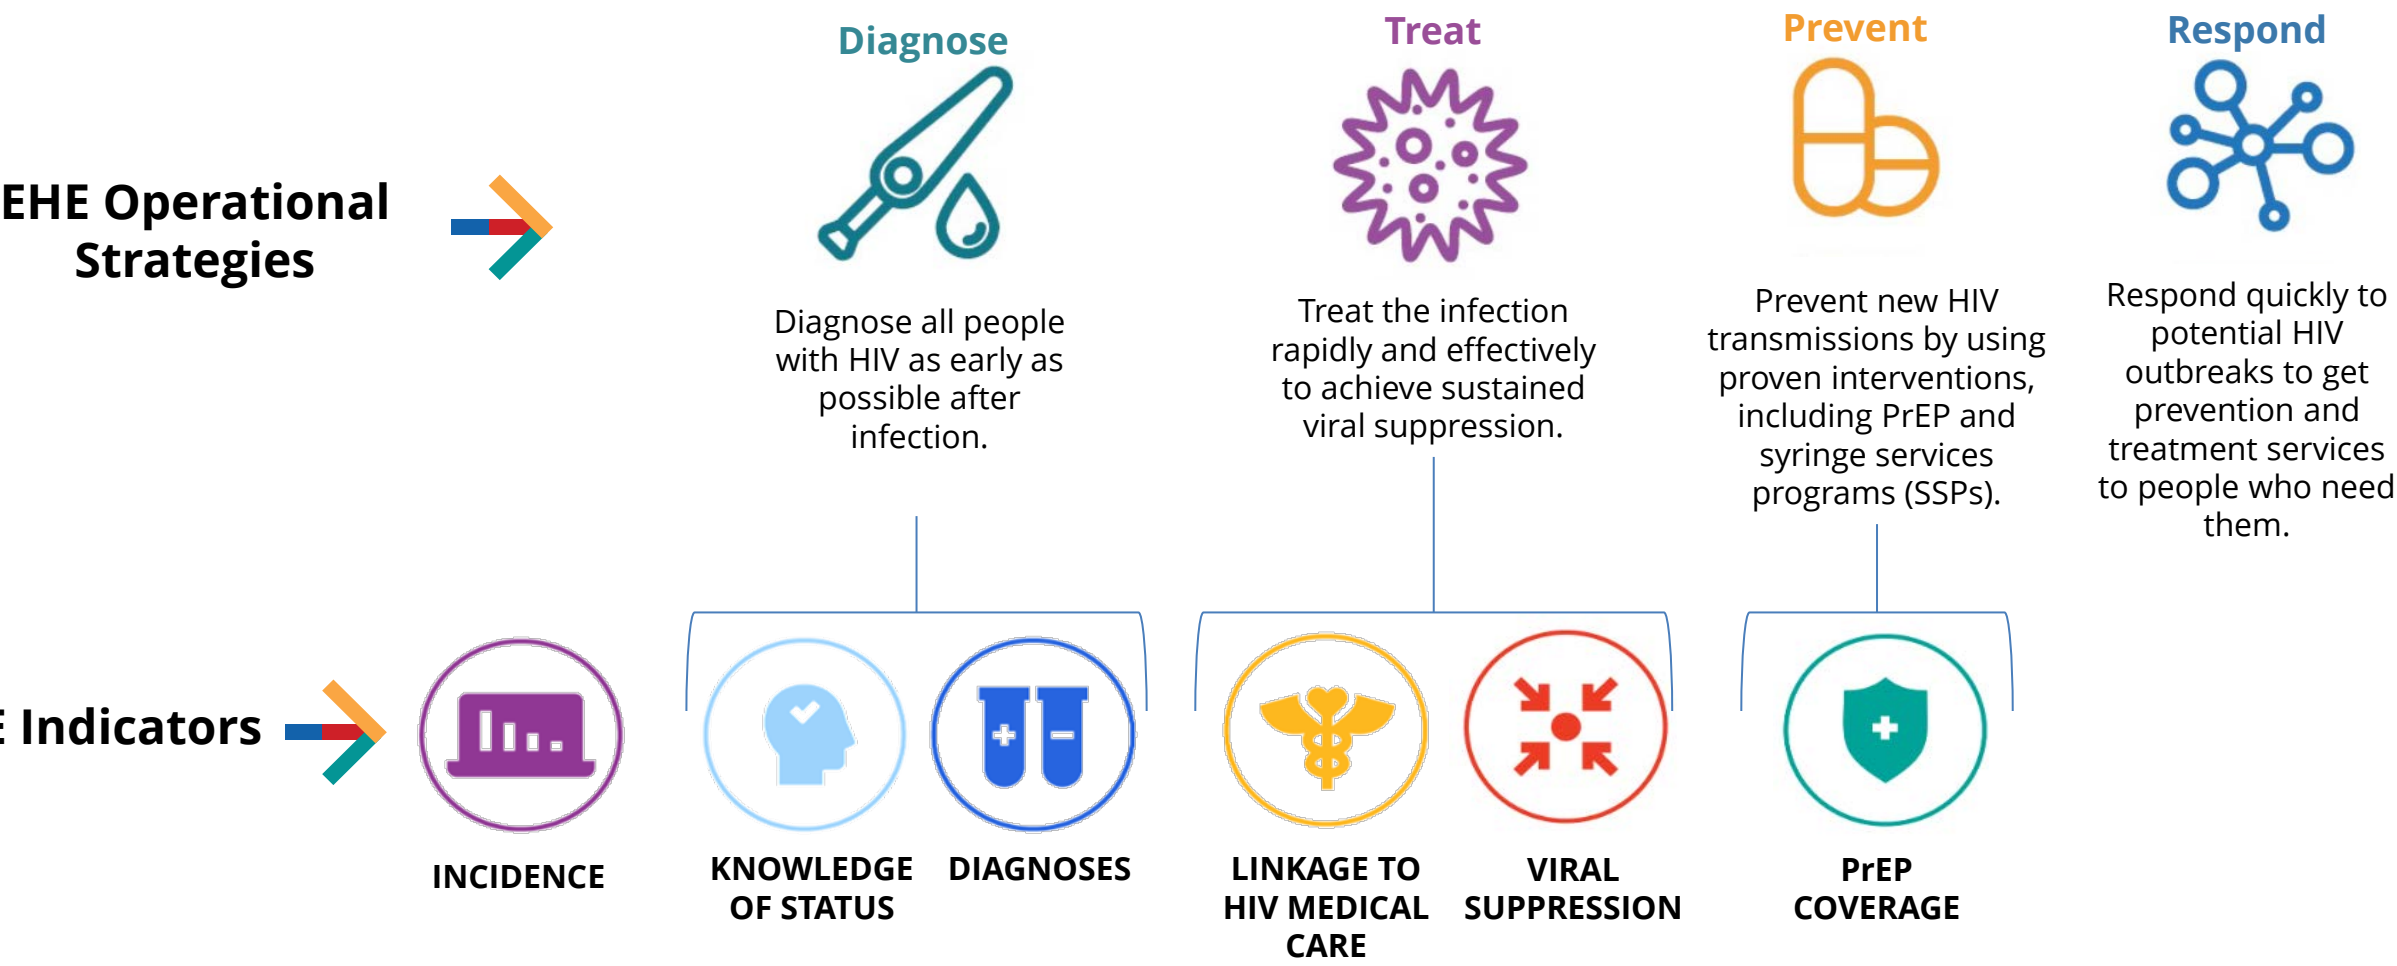 EHE Operational
Strategies
Diagnose
Diagnose all people
with HIV as early as
possible after
infection.
Treat
Treat the infection
rapidly and effectively
to achieve sustained
viral suppression.
Prevent
Prevent new HIV
transmissions by using
proven interventions,
including PrEP and
syringe services
programs (SSPs).
Respond
Respond quickly to
potential HIV
outbreaks to get
prevention and
treatment services
to people who need
them.
Indicators
INCIDENCE
KNOWLEDGE
OF STATUS
DIAGNOSES
LINKAGE TO
HIV MEDICAL
CARE
VIRAL
SUPPRESSION
PrEP
COVERAGE